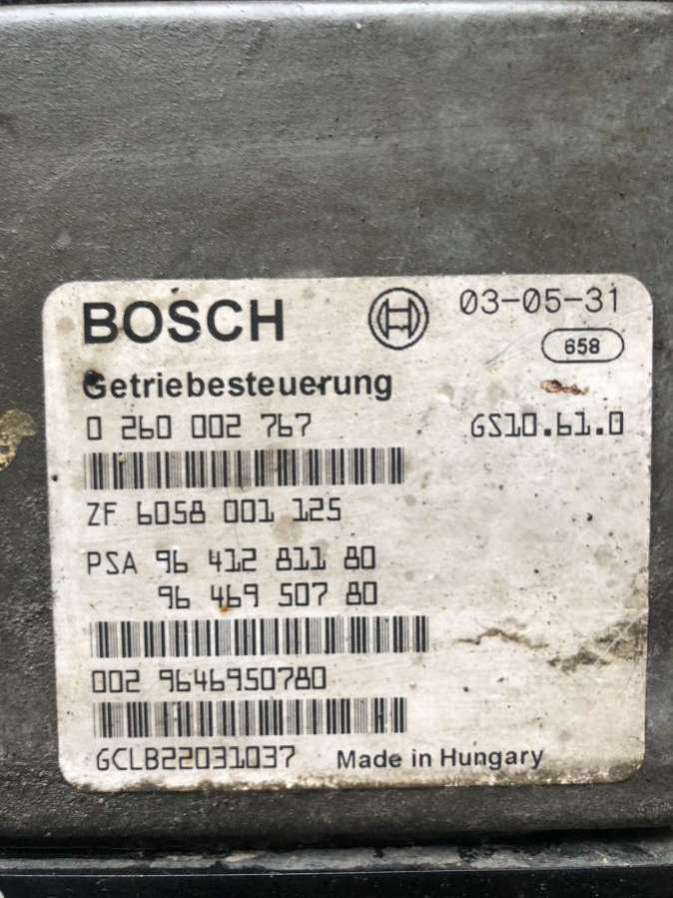 BOSCH 03-05-31
658
Getriebesteuerung
0 260 002 767 GS10.61.0
ZF 6058 001 125
PSA 96 412 811 80
96 469 507 80
002 9646950780
GCLB22031037 Made in Hungary